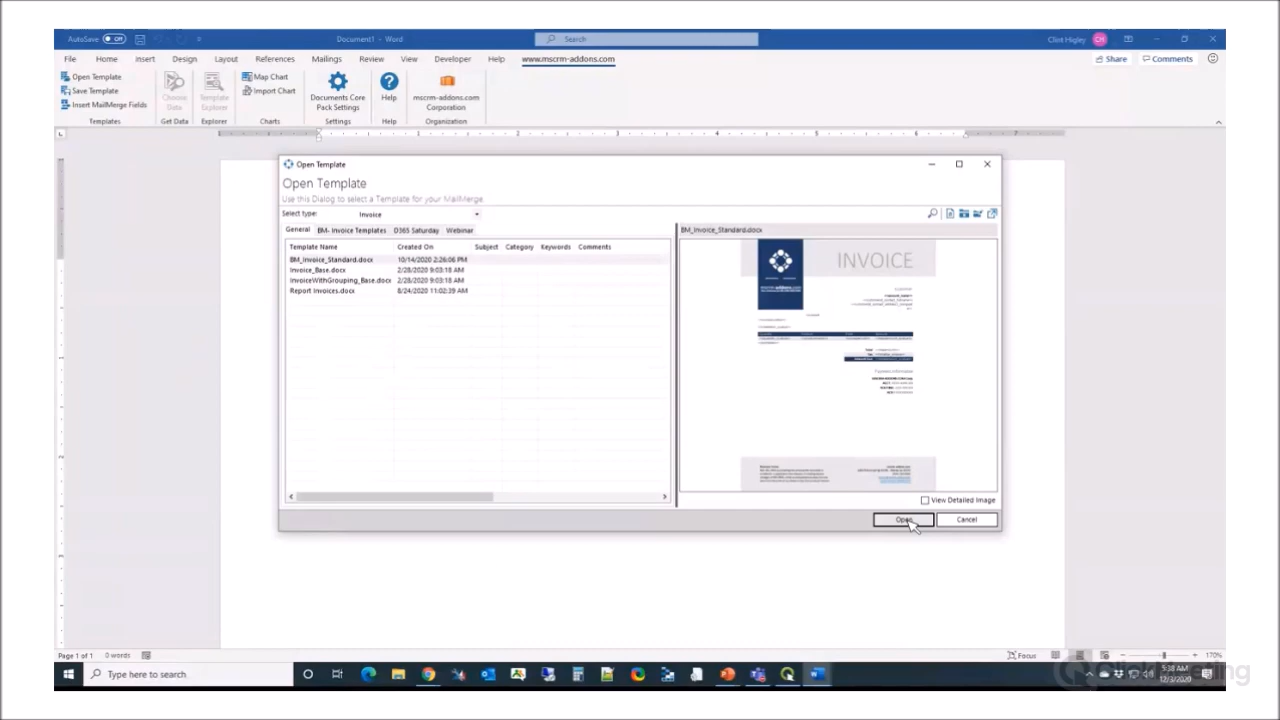 AutoSave Off
Document1 - Word
Search
Clint Higley CH
File Home Insert Design Layout References Mailings Review View Developer Help www.mscrm-addons.com
Share Comments
Open Template
Save Template
Insert MailMerge Fields
Templates
Choose Data
Get Data
Template Explorer
Explorer
Map Chart
Import Chart
Charts
Documents Core Pack Settings
Settings
Help
Help
mscrm-addons.com Corporation
Organization
Open Template
Open Template
Use this Dialog to select a Template for your MailMerge.
Select type: Invoice
General BM- Invoice Templates D365 Saturday Webinar
Template Name Created On Subject Category Keywords Comments
BM_Invoice_Standard.docx 10/14/2020 2:26:06 PM
Invoice_Base.docx 2/28/2020 9:03:18 AM
InvoiceWithGrouping_Base.docx 2/28/2020 9:03:18 AM
Report Invoices.docx 8/24/2020 11:02:39 AM
BM_Invoice_Standard.docx
INVOICE
mscrm-addons.com
View Detailed Image
Open Cancel
Page 1 of 1 0 words
Focus
170%
Type here to search
5:38 AM
12/3/2020
ClickMeeting